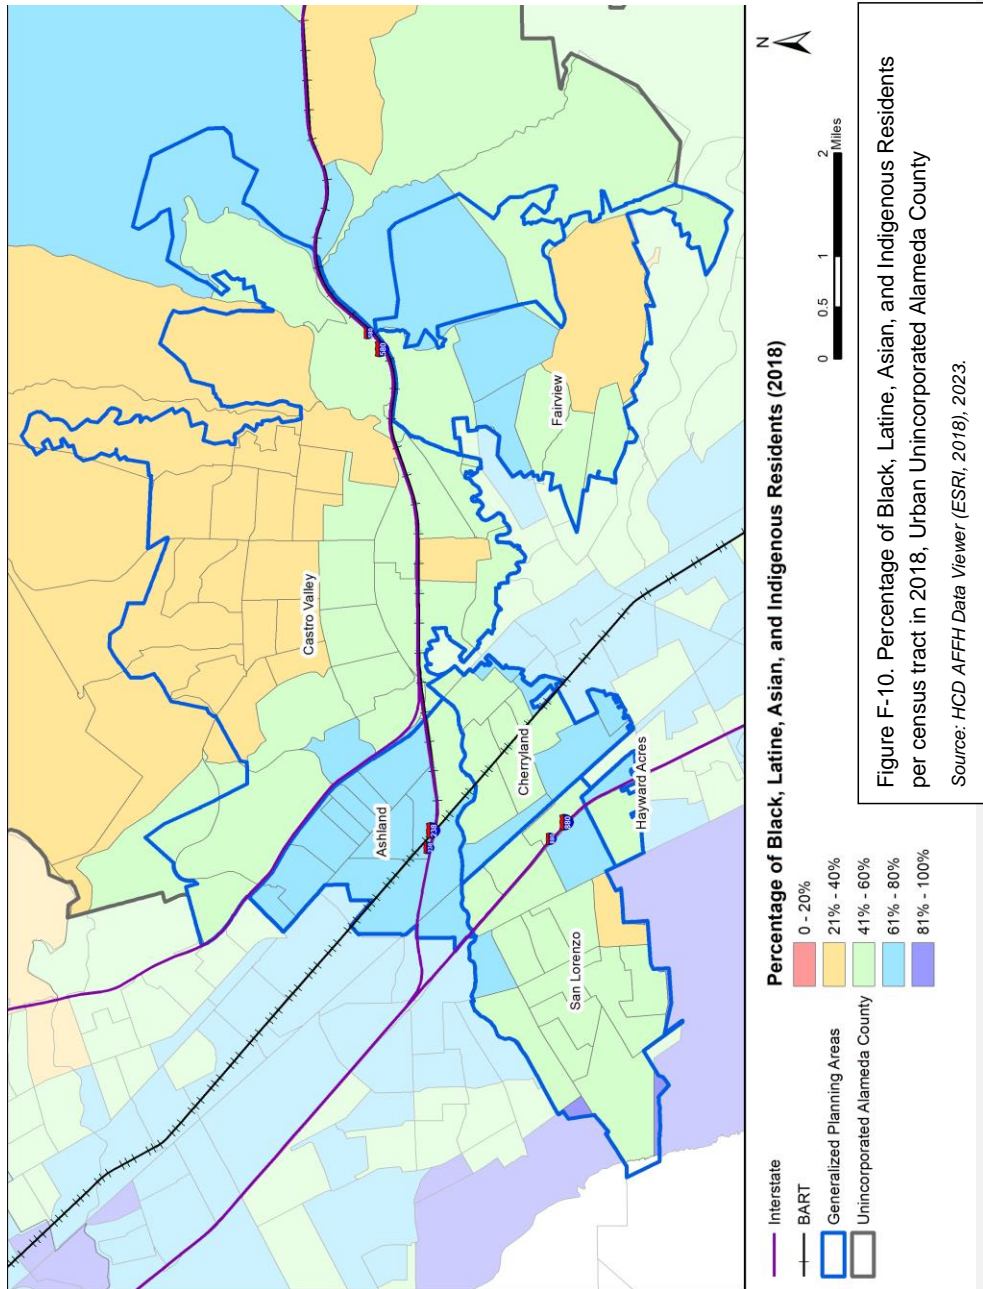 Castro Valley
Ashland
Cherryland
Fairview
Hayward Acres
San Lorenzo
580
238
880
N
Percentage of Black, Latine, Asian, and Indigenous Residents (2018)
Interstate
BART
Generalized Planning Areas
Unincorporated Alameda County
0 - 20%
21% - 40%
41% - 60%
61% - 80%
81% - 100%
0 0.5 1 2
Miles
Figure F-10. Percentage of Black, Latine, Asian, and Indigenous Residents
per census tract in 2018, Urban Unincorporated Alameda County
Source: HCD AFFH Data Viewer (ESRI, 2018), 2023.